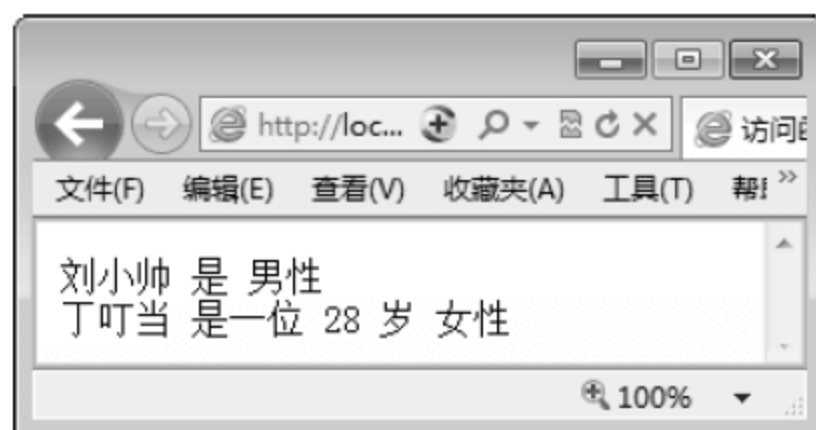 http://loc...
访问
文件(F) 编辑(E) 查看(V) 收藏夹(A) 工具(T) »
刘小帅 是 男性
丁叮当 是一位 28 岁 女性
100%